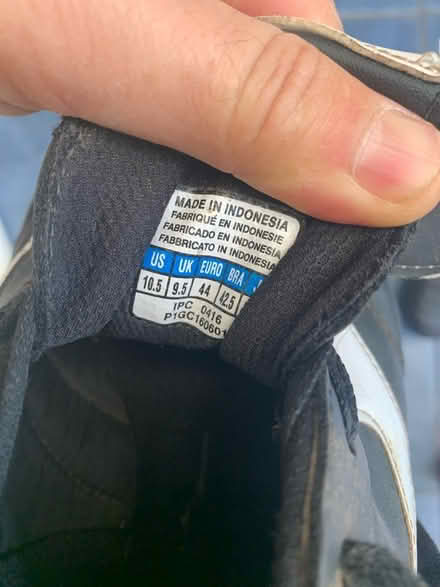 MADE IN INDONESIA
FABRIQUÉ EN INDONESIE
FABRICADO EN INDONESIA
FABBRICATO IN INDONESIA
US UK EURO BRA J
10.5 9.5 44 42.5
IPC 0416
P1GC160601